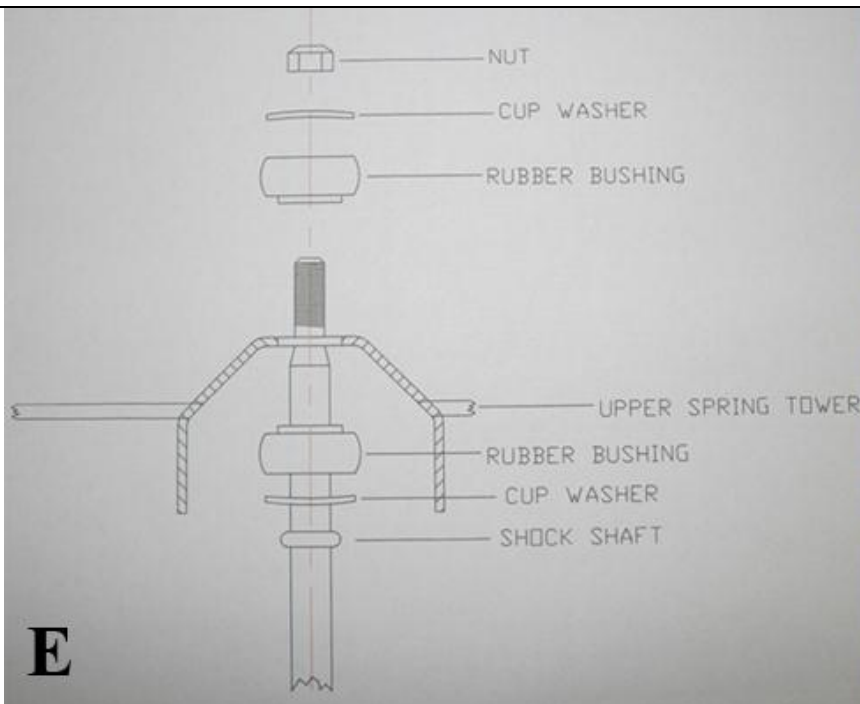 NUT
CUP WASHER
RUBBER BUSHING
UPPER SPRING TOWER
RUBBER BUSHING
CUP WASHER
SHOCK SHAFT
E